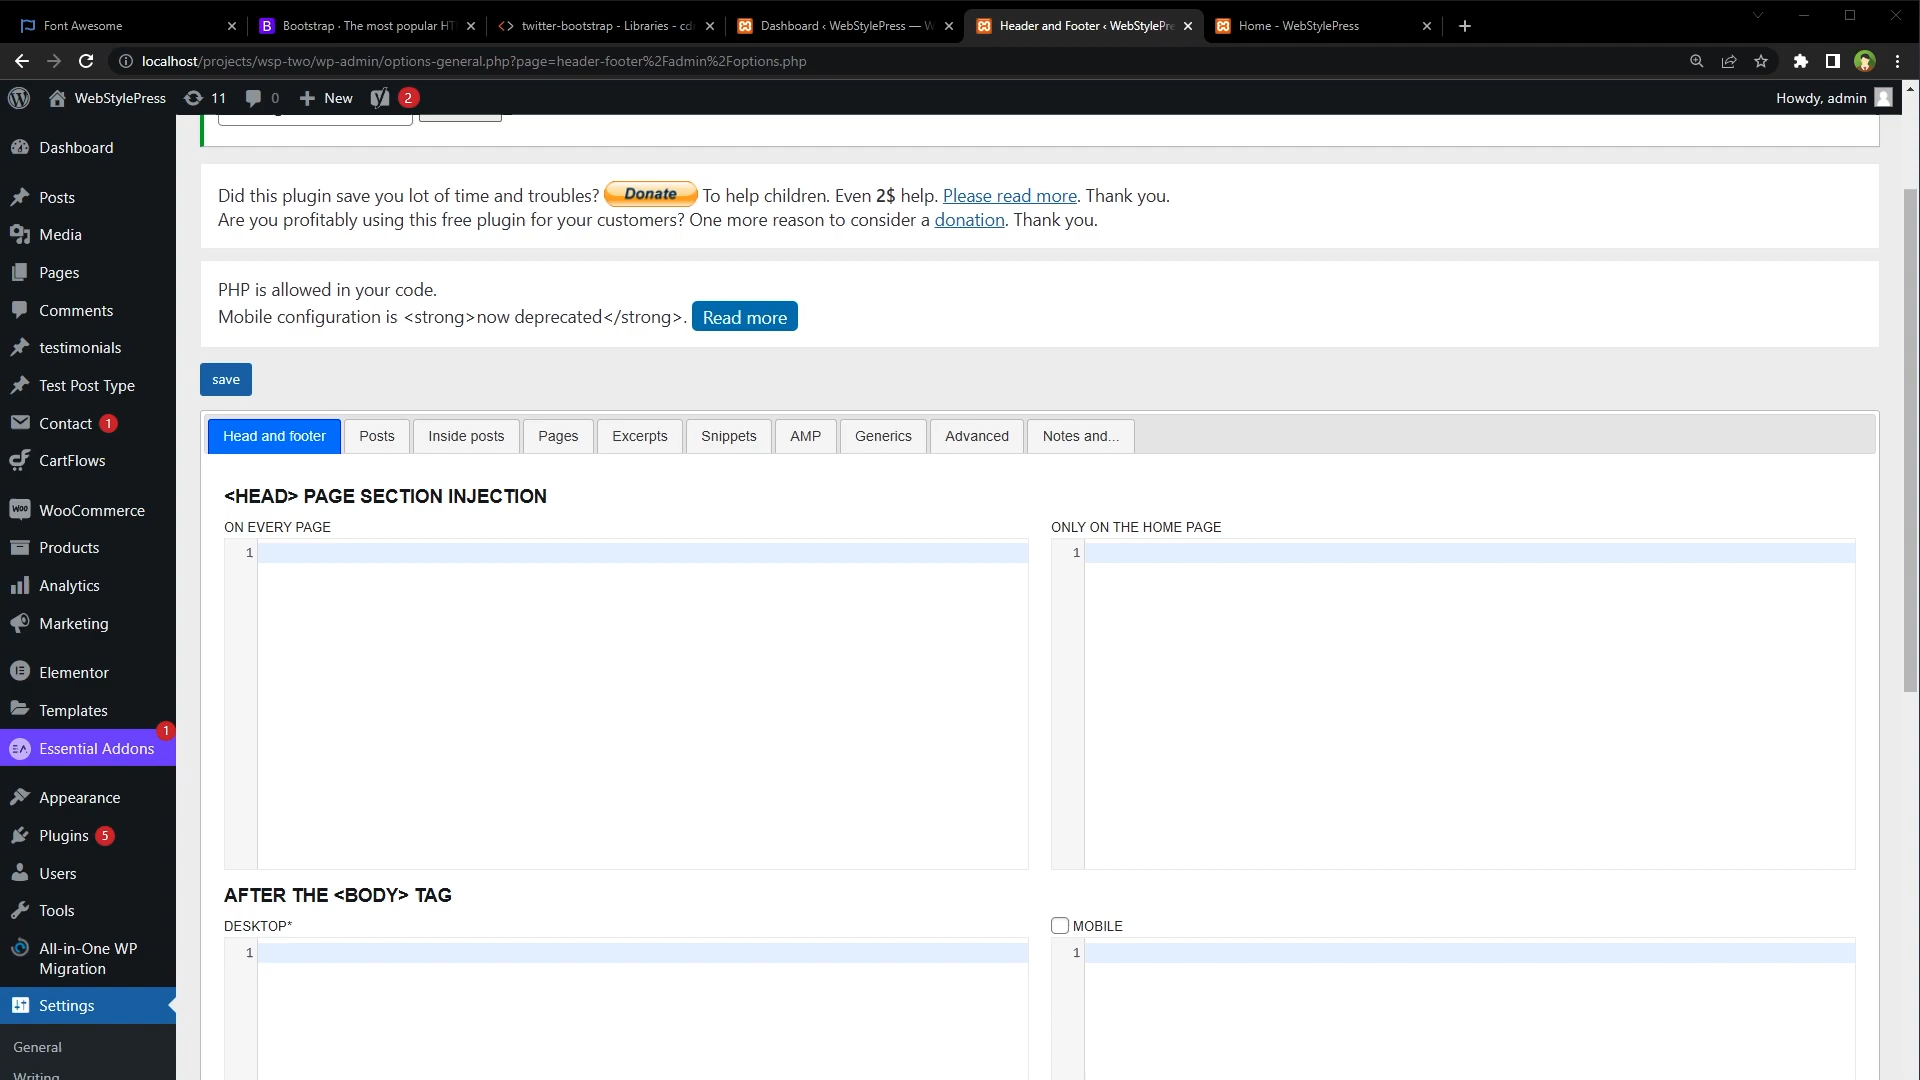 Font Awesome
Bootstrap · The most popular HT
twitter-bootstrap - Libraries - cd
Dashboard ‹ WebStylePress — W
Header and Footer ‹ WebStylePre
Home - WebStylePress
localhost/projects/wsp-two/wp-admin/options-general.php?page=header-footer%2Fadmin%2Foptions.php
WebStylePress
11
0
New
2
Howdy, admin
Dashboard
Posts
Media
Pages
Comments
testimonials
Test Post Type
Contact 1
CartFlows
WooCommerce
Products
Analytics
Marketing
Elementor
Templates
1
Essential Addons
Appearance
Plugins 5
Users
Tools
All-in-One WP
Migration
Settings
General
Writing
Did this plugin save you lot of time and troubles? Donate To help children. Even 2$ help. Please read more. Thank you.
Are you profitably using this free plugin for your customers? One more reason to consider a donation. Thank you.
PHP is allowed in your code.
Mobile configuration is <strong>now deprecated</strong>. Read more
save
Head and footer
Posts
Inside posts
Pages
Excerpts
Snippets
AMP
Generics
Advanced
Notes and...
<HEAD> PAGE SECTION INJECTION
ON EVERY PAGE
ONLY ON THE HOME PAGE
1
1
AFTER THE <BODY> TAG
DESKTOP*
MOBILE
1
1